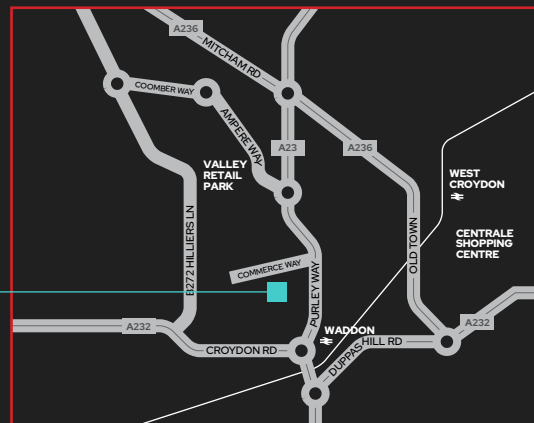 A236
MITCHAM RD
COOMBER WAY
AMPERE WAY
A23
A236
VALLEY
RETAIL
PARK
WEST
CROYDON
B272 HILLIERS LN
OLD TOWN
CENTRALE
SHOPPING
CENTRE
COMMERCE WAY
PURLEY WAY
A232
WADDON
A232
CROYDON RD
DUPPAS HILL RD